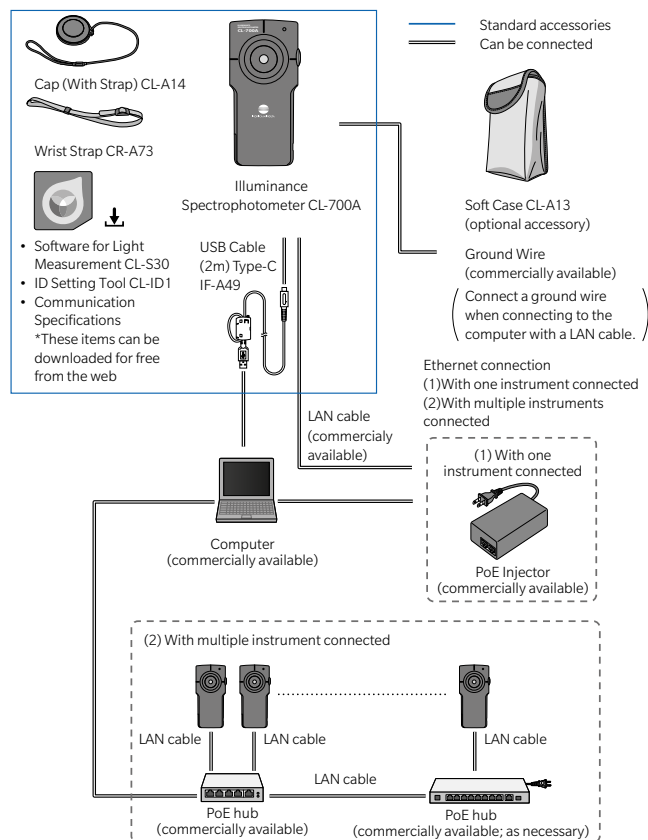 Standard accessories
Can be connected
Cap (With Strap) CL-A14
Wrist Strap CR-A73
• Software for Light
Measurement CL-S30
• ID Setting Tool CL-ID1
• Communication
Specifications
*These items can be
downloaded for free
from the web
CL-700A
Illuminance
Spectrophotometer CL-700A
USB Cable
(2m) Type-C
IF-A49
Soft Case CL-A13
(optional accessory)
Ground Wire
(commercially available)
Connect a ground wire
when connecting to the
computer with a LAN cable.
Ethernet connection
(1)With one instrument connected
(2)With multiple instruments
connected
LAN cable
(commercialy
available)
(1) With one
instrument connected
PoE Injector
(commercially available)
Computer
(commercially available)
(2) With multiple instrument connected
LAN cable
LAN cable
LAN cable
LAN cable
PoE hub
(commercially available)
PoE hub
(commercially available; as necessary)